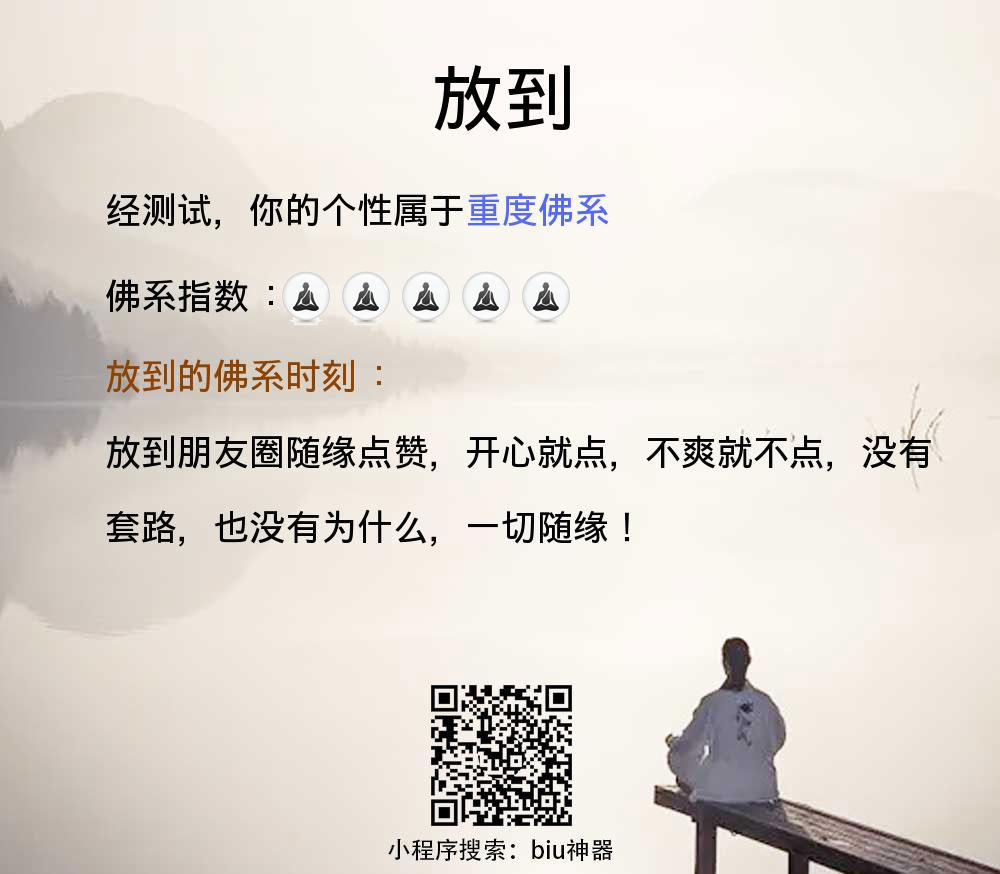 放到
经测试，你的个性属于重度佛系
佛系指数：
放到的佛系时刻：
放到朋友圈随缘点赞，开心就点，不爽就不点，没有
套路，也没有为什么，一切随缘！
小程序搜索：biu神器